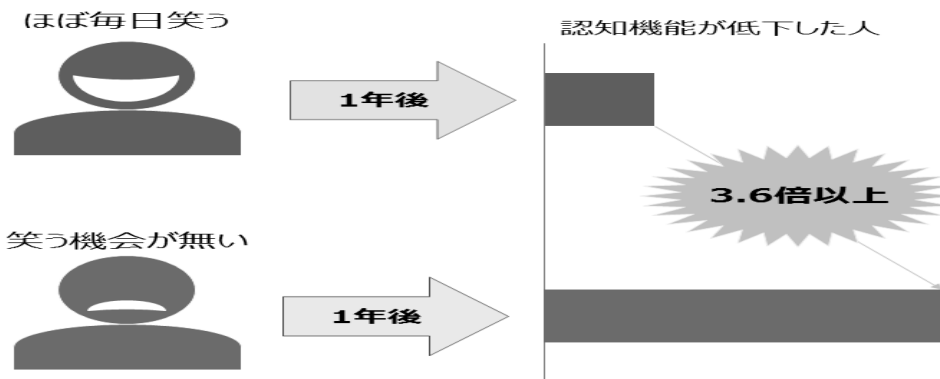 ほぼ毎日笑う
認知機能が低下した人
1年後
3.6倍以上
笑う機会が無い
1年後